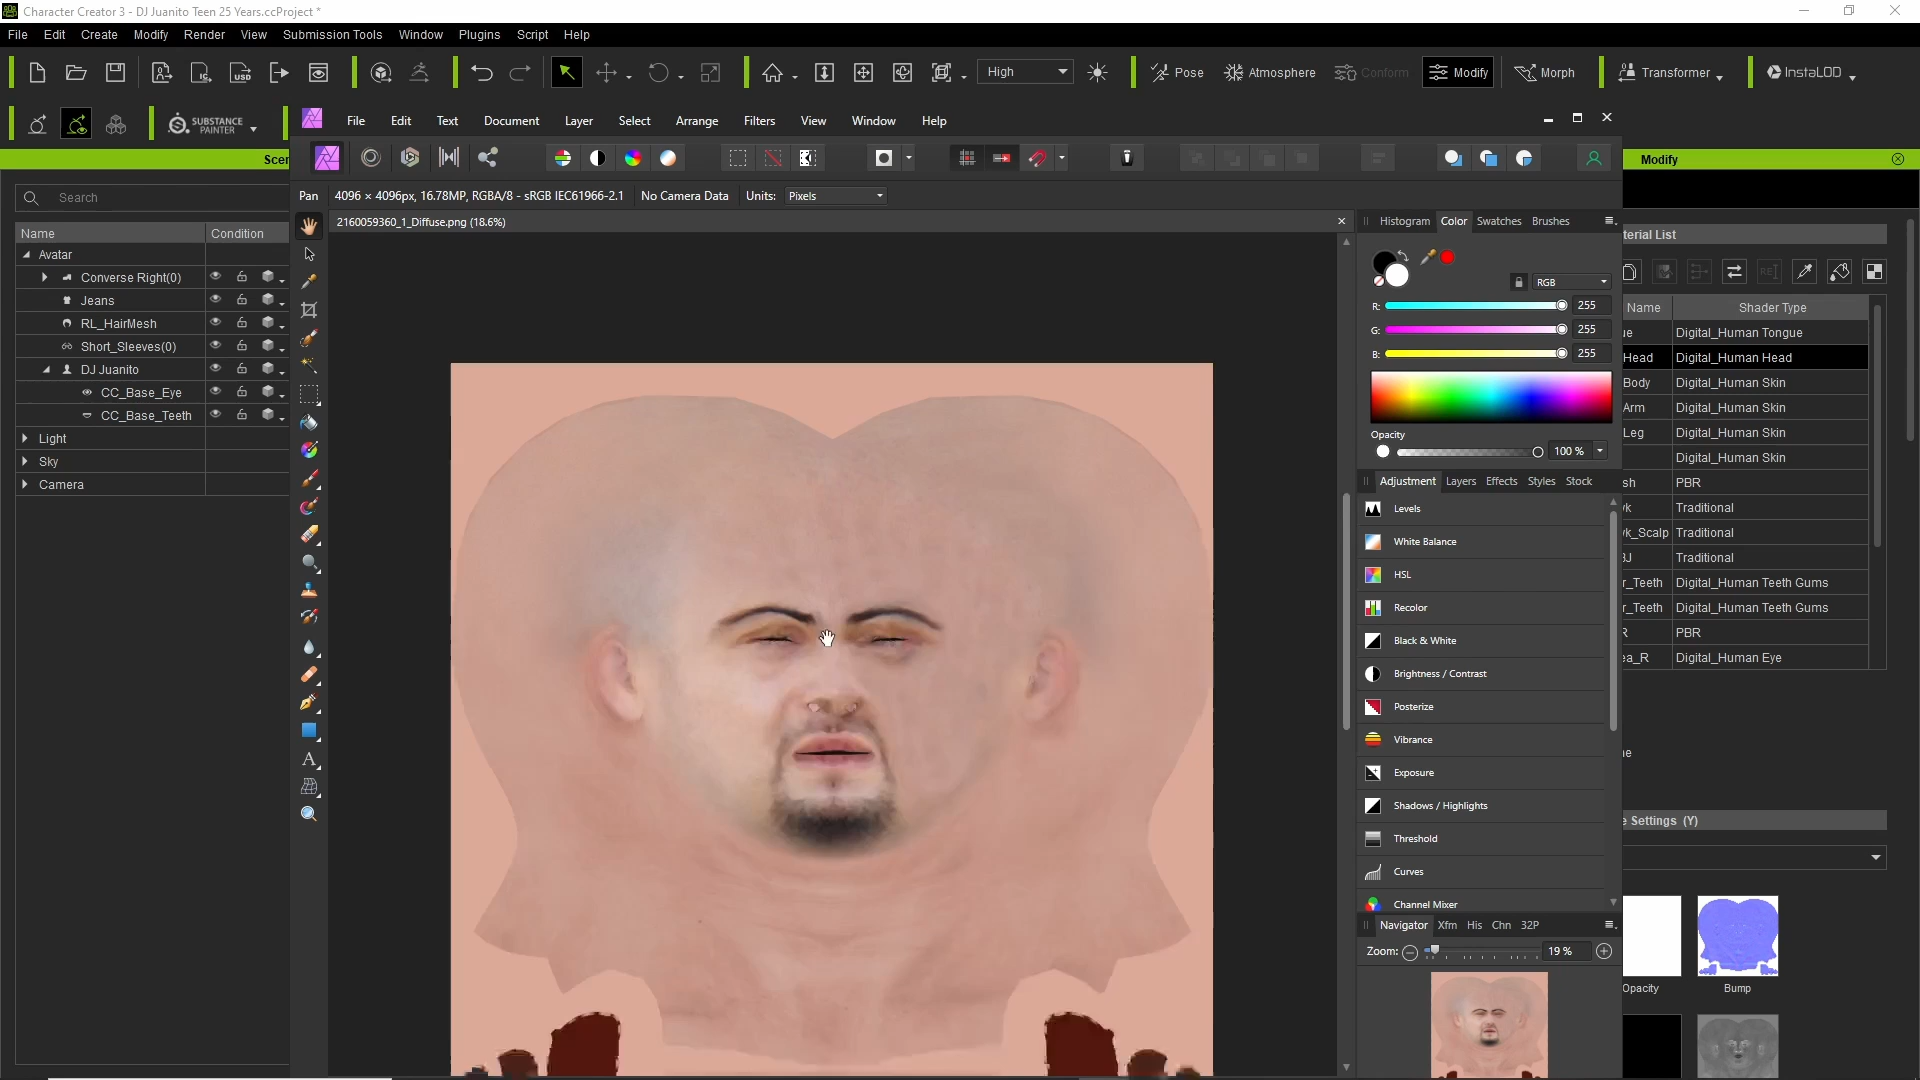 Character Creator 3 - DJ Juanito Teen 25 Years.ccProject *
File Edit Create Modify Render View Submission Tools Window Plugins Script Help
High Pose Atmosphere Conform Modify Morph Transformer InstaLOD
SUBSTANCE PAINTER
File Edit Text Document Layer Select Arrange Filters View Window Help
Scer
Modify
Pan 4096 × 4096px, 16.78MP, RGBA/8 - sRGB IEC61966-2.1 No Camera Data Units: Pixels
Search
2160059360_1_Diffuse.png (18.6%)
Histogram Color Swatches Brushes
terial List
Name Condition
Avatar
Converse Right(0)
Jeans
RL_HairMesh
Short_Sleeves(0)
DJ Juanito
CC_Base_Eye
CC_Base_Teeth
Light
Sky
Camera
RGB
R: 255
G: 255
B: 255
Opacity
100 %
Adjustment Layers Effects Styles Stock
Levels
White Balance
HSL
Recolor
Black & White
Brightness / Contrast
Posterize
Vibrance
Exposure
Shadows / Highlights
Threshold
Curves
Channel Mixer
Navigator Xfm His Chn 32P
Zoom: 19 %
Name Shader Type
ue Digital_Human Tongue
Head Digital_Human Head
Body Digital_Human Skin
Arm Digital_Human Skin
Leg Digital_Human Skin
Digital_Human Skin
sh PBR
Traditional
k_Scalp Traditional
Traditional
r_Teeth Digital_Human Teeth Gums
r_Teeth Digital_Human Teeth Gums
R PBR
ea_R Digital_Human Eye
ne
e Settings (Y)
Opacity Bump